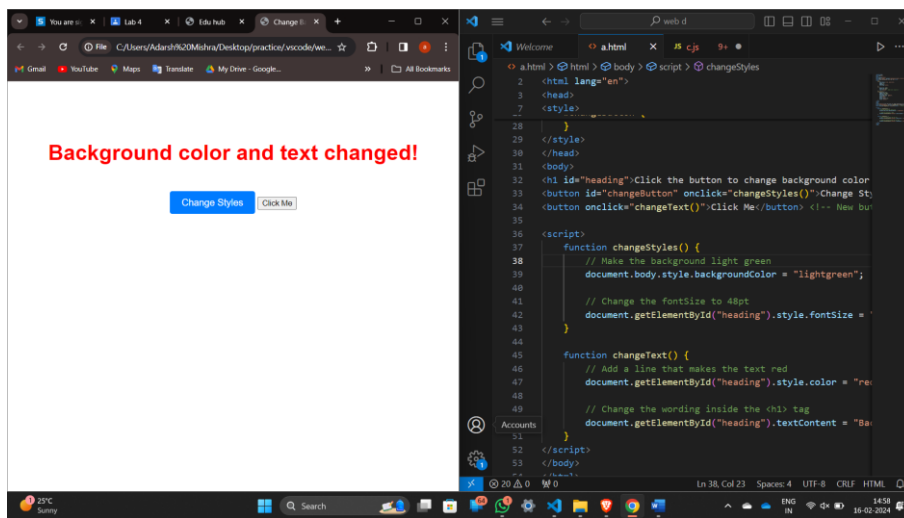 You are si
Lab 4
Edu hub
Change B
File C:/Users/Adarsh%20Mishra/Desktop/practice/.vscode/we...
Gmail YouTube Maps Translate My Drive - Google... » All Bookmarks
Background color and text changed!
Change Styles Click Me
web d
Welcome a.html JS c.js 9+
a.html > html > body > script > changeStyles
2 <html lang="en">
3 <head>
7 <style>
28 }
29 </style>
30 </head>
31 <body>
32 <h1 id="heading">Click the button to change background color
33 <button id="changeButton" onclick="changeStyles()">Change Sty
34 <button onclick="changeText()">Click Me</button> <!-- New but
35
36 <script>
37 function changeStyles() {
38 // Make the background light green
39 document.body.style.backgroundColor = "lightgreen";
40
41 // Change the fontSize to 48pt
42 document.getElementById("heading").style.fontSize =
43 }
44
45 function changeText() {
46 // Add a line that makes the text red
47 document.getElementById("heading").style.color = "red
48
49 // Change the wording inside the <h1> tag
Accounts document.getElementById("heading").textContent = "Ba
51 }
52 </script>
53 </body>
20 0 0 Ln 38, Col 23 Spaces: 4 UTF-8 CRLF HTML
25°C
Sunny
Search
ENG
IN
14:58
16-02-2024